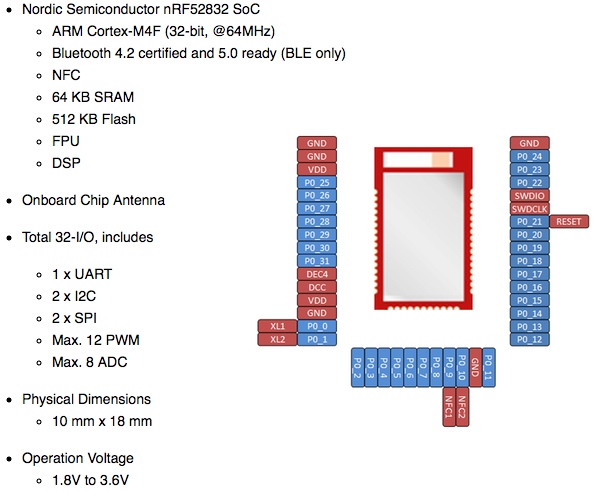 Nordic Semiconductor nRF52832 SoC
ARM Cortex-M4F (32-bit, @64MHz)
Bluetooth 4.2 certified and 5.0 ready (BLE only)
NFC
64 KB SRAM
512 KB Flash
FPU
DSP
Onboard Chip Antenna
Total 32-I/O, includes
1 x UART
2 x I2C
2 x SPI
Max. 12 PWM
Max. 8 ADC
Physical Dimensions
10 mm x 18 mm
Operation Voltage
1.8V to 3.6V
GND
GND
VDD
P0_25
P0_26
P0_27
P0_28
P0_29
P0_30
P0_31
DEC4
DCC
VDD
GND
XL1 P0_0
XL2 P0_1
P0_2
P0_3
P0_4
P0_5
P0_6
P0_7
P0_8
P0_9
NFC1
P0_10
NFC2
GND
P0_11
GND
P0_24
P0_23
P0_22
SWDIO
SWDCLK
P0_21 RESET
P0_20
P0_19
P0_18
P0_17
P0_16
P0_15
P0_14
P0_13
P0_12